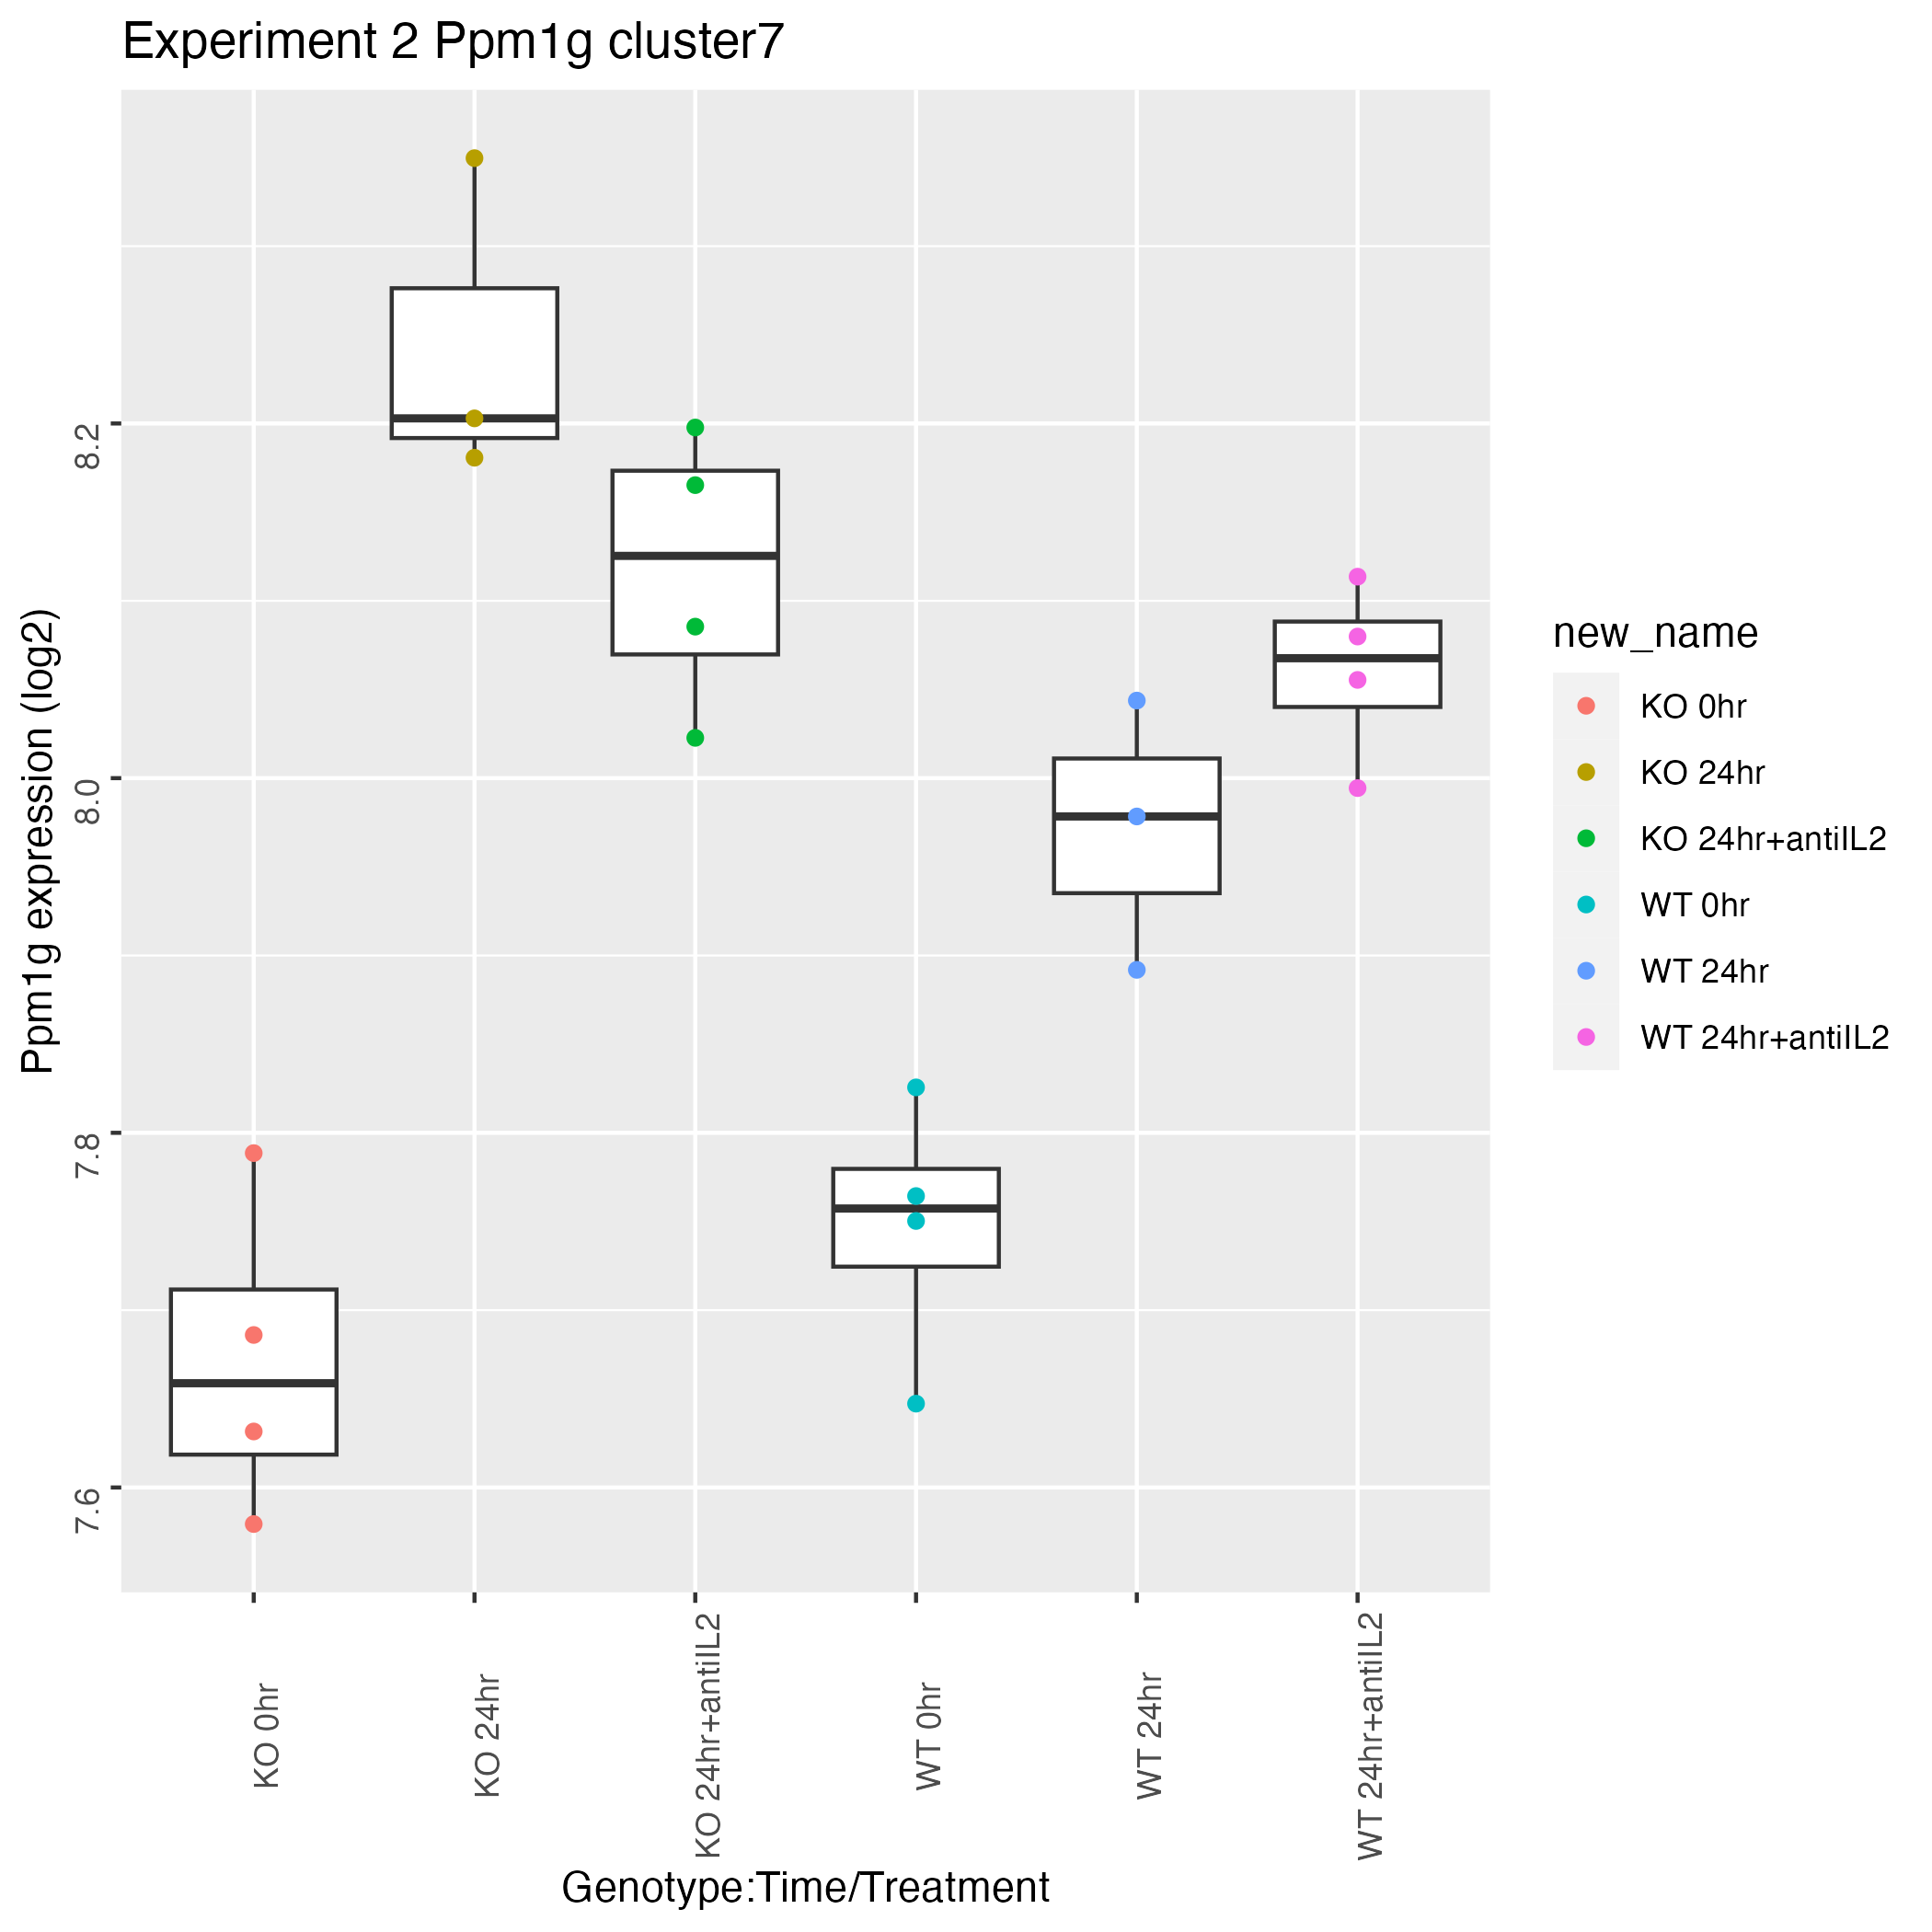 Experiment 2 Ppm1g cluster7
Ppm1g expression (log2)
8.2
8.0
7.8
7.6
KO 0hr
KO 24hr
KO 24hr+antiIL2
WT 0hr
WT 24hr
WT 24hr+antiIL2
Genotype:Time/Treatment
new_name
KO 0hr
KO 24hr
KO 24hr+antiIL2
WT 0hr
WT 24hr
WT 24hr+antiIL2